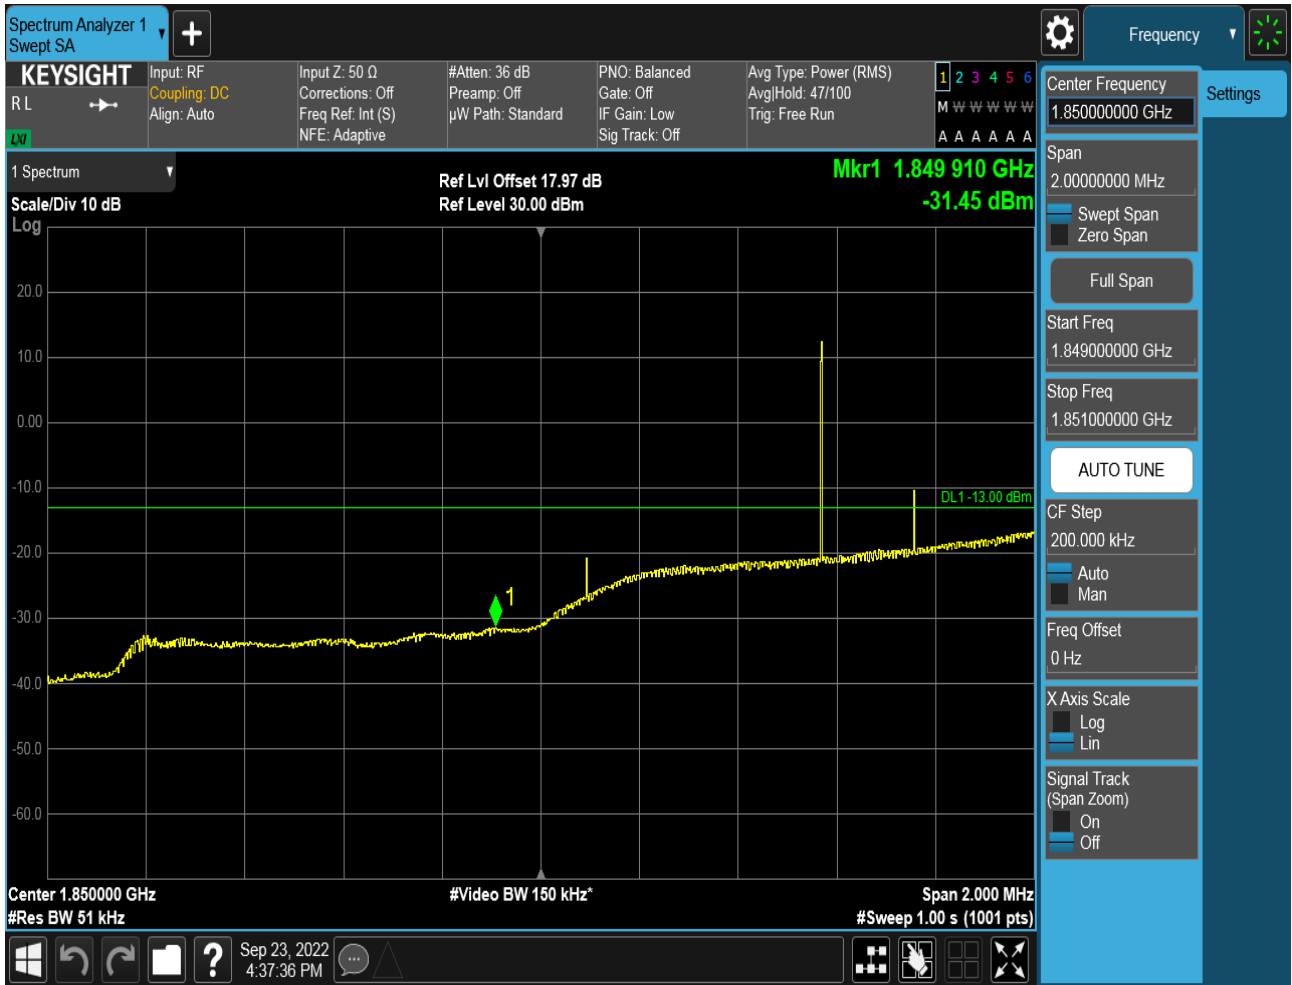 Spectrum Analyzer 1
Swept SA
Frequency
KEYSIGHT
R L
LXI
Input: RF
Coupling: DC
Align: Auto
Input Z: 50 Ω
Corrections: Off
Freq Ref: Int (S)
NFE: Adaptive
#Atten: 36 dB
Preamp: Off
µW Path: Standard
PNO: Balanced
Gate: Off
IF Gain: Low
Sig Track: Off
Avg Type: Power (RMS)
Avg|Hold: 47/100
Trig: Free Run
1 2 3 4 5 6
M W W W W W
A A A A A A
1 Spectrum
Scale/Div 10 dB
Log
Ref Lvl Offset 17.97 dB
Ref Level 30.00 dBm
Mkr1 1.849 910 GHz
-31.45 dBm
20.0
10.0
0.00
-10.0
-20.0
-30.0
-40.0
-50.0
-60.0
DL1 -13.00 dBm
1
Center 1.850000 GHz
#Res BW 51 kHz
#Video BW 150 kHz*
Span 2.000 MHz
#Sweep 1.00 s (1001 pts)
Sep 23, 2022
4:37:36 PM
Center Frequency
1.850000000 GHz
Settings
Span
2.00000000 MHz
Swept Span
Zero Span
Full Span
Start Freq
1.849000000 GHz
Stop Freq
1.851000000 GHz
AUTO TUNE
CF Step
200.000 kHz
Auto
Man
Freq Offset
0 Hz
X Axis Scale
Log
Lin
Signal Track
(Span Zoom)
On
Off